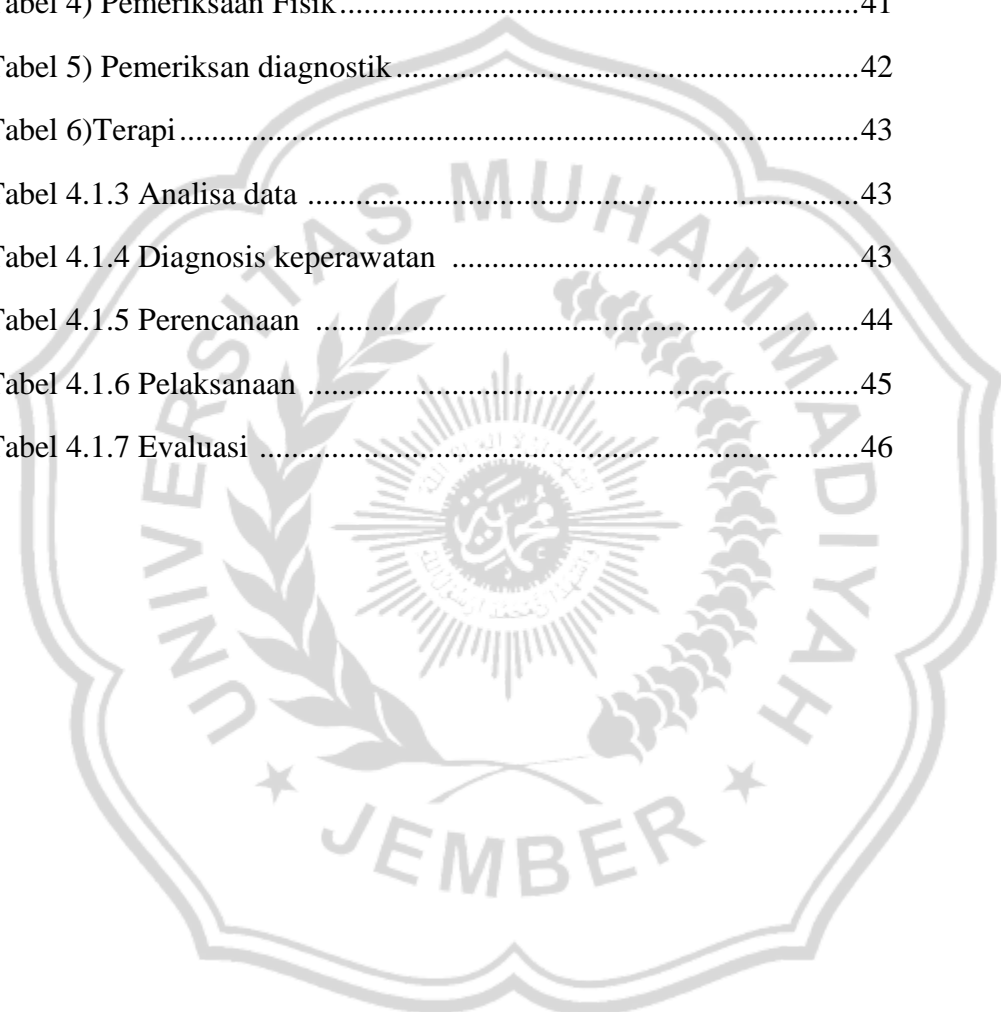 Tabel 4) Pemeriksaan Fisik................................................................41
Tabel 5) Pemeriksan diagnostik.........................................................42
Tabel 6)Terapi....................................................................................43
Tabel 4.1.3 Analisa data ....................................................................43
Tabel 4.1.4 Diagnosis keperawatan ..................................................43
Tabel 4.1.5 Perencanaan ...................................................................44
Tabel 4.1.6 Pelaksanaan ....................................................................45
Tabel 4.1.7 Evaluasi ..........................................................................46
UNIVERSITAS MUHAMMADIYAH
JEMBER